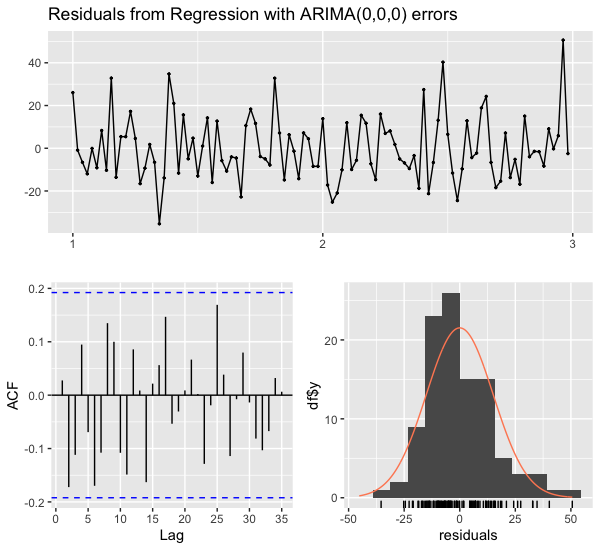 Residuals from Regression with ARIMA(0,0,0) errors
40
20
0
-20
1 2 3
0.2
0.1
0.0
-0.1
-0.2
ACF
0 5 10 15 20 25 30 35
Lag
20
10
0
df$y
-50 -25 0 25 50
residuals